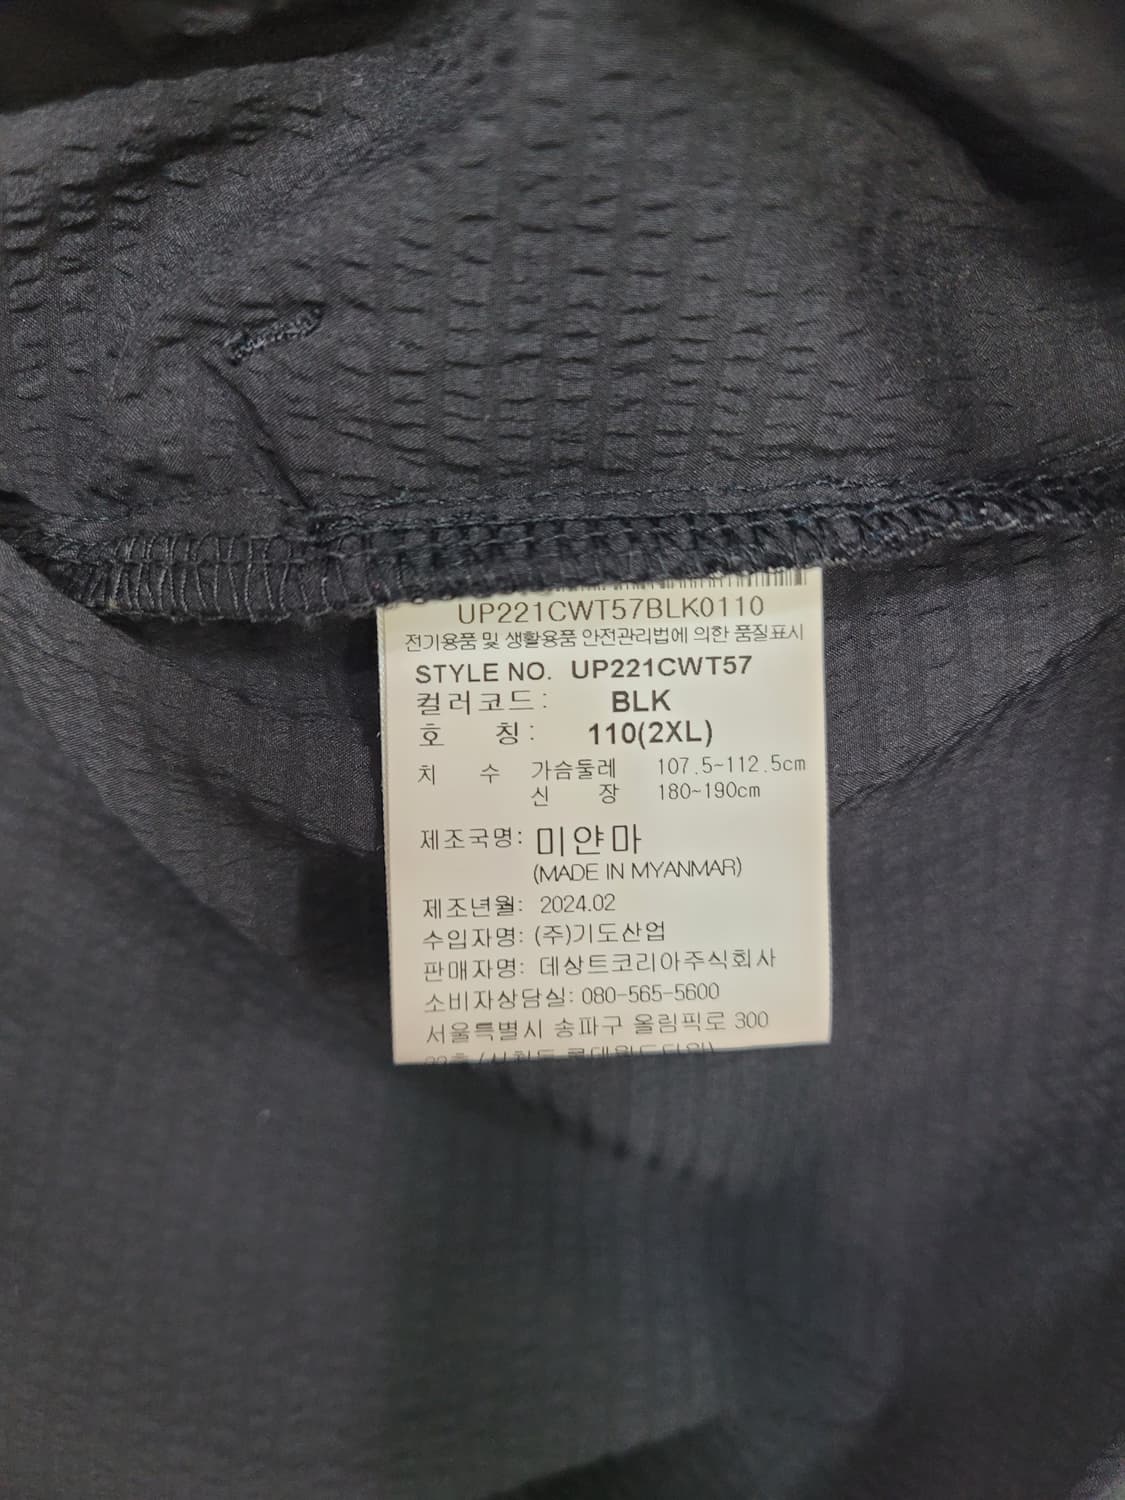 UP221CWT57BLK0110
전기용품 및 생활용품 안전관리법에 의한 품질표시
STYLE NO. UP221CWT57
컬러코드: BLK
호 칭: 110(2XL)
치 수 가슴둘레 107.5~112.5cm
신 장 180~190cm
제조국명: 미얀마
(MADE IN MYANMAR)
제조년월: 2024.02
수입자명: (주)기도산업
판매자명: 데상트코리아주식회사
소비자상담실: 080-565-5600
서울특별시 송파구 올림픽로 300